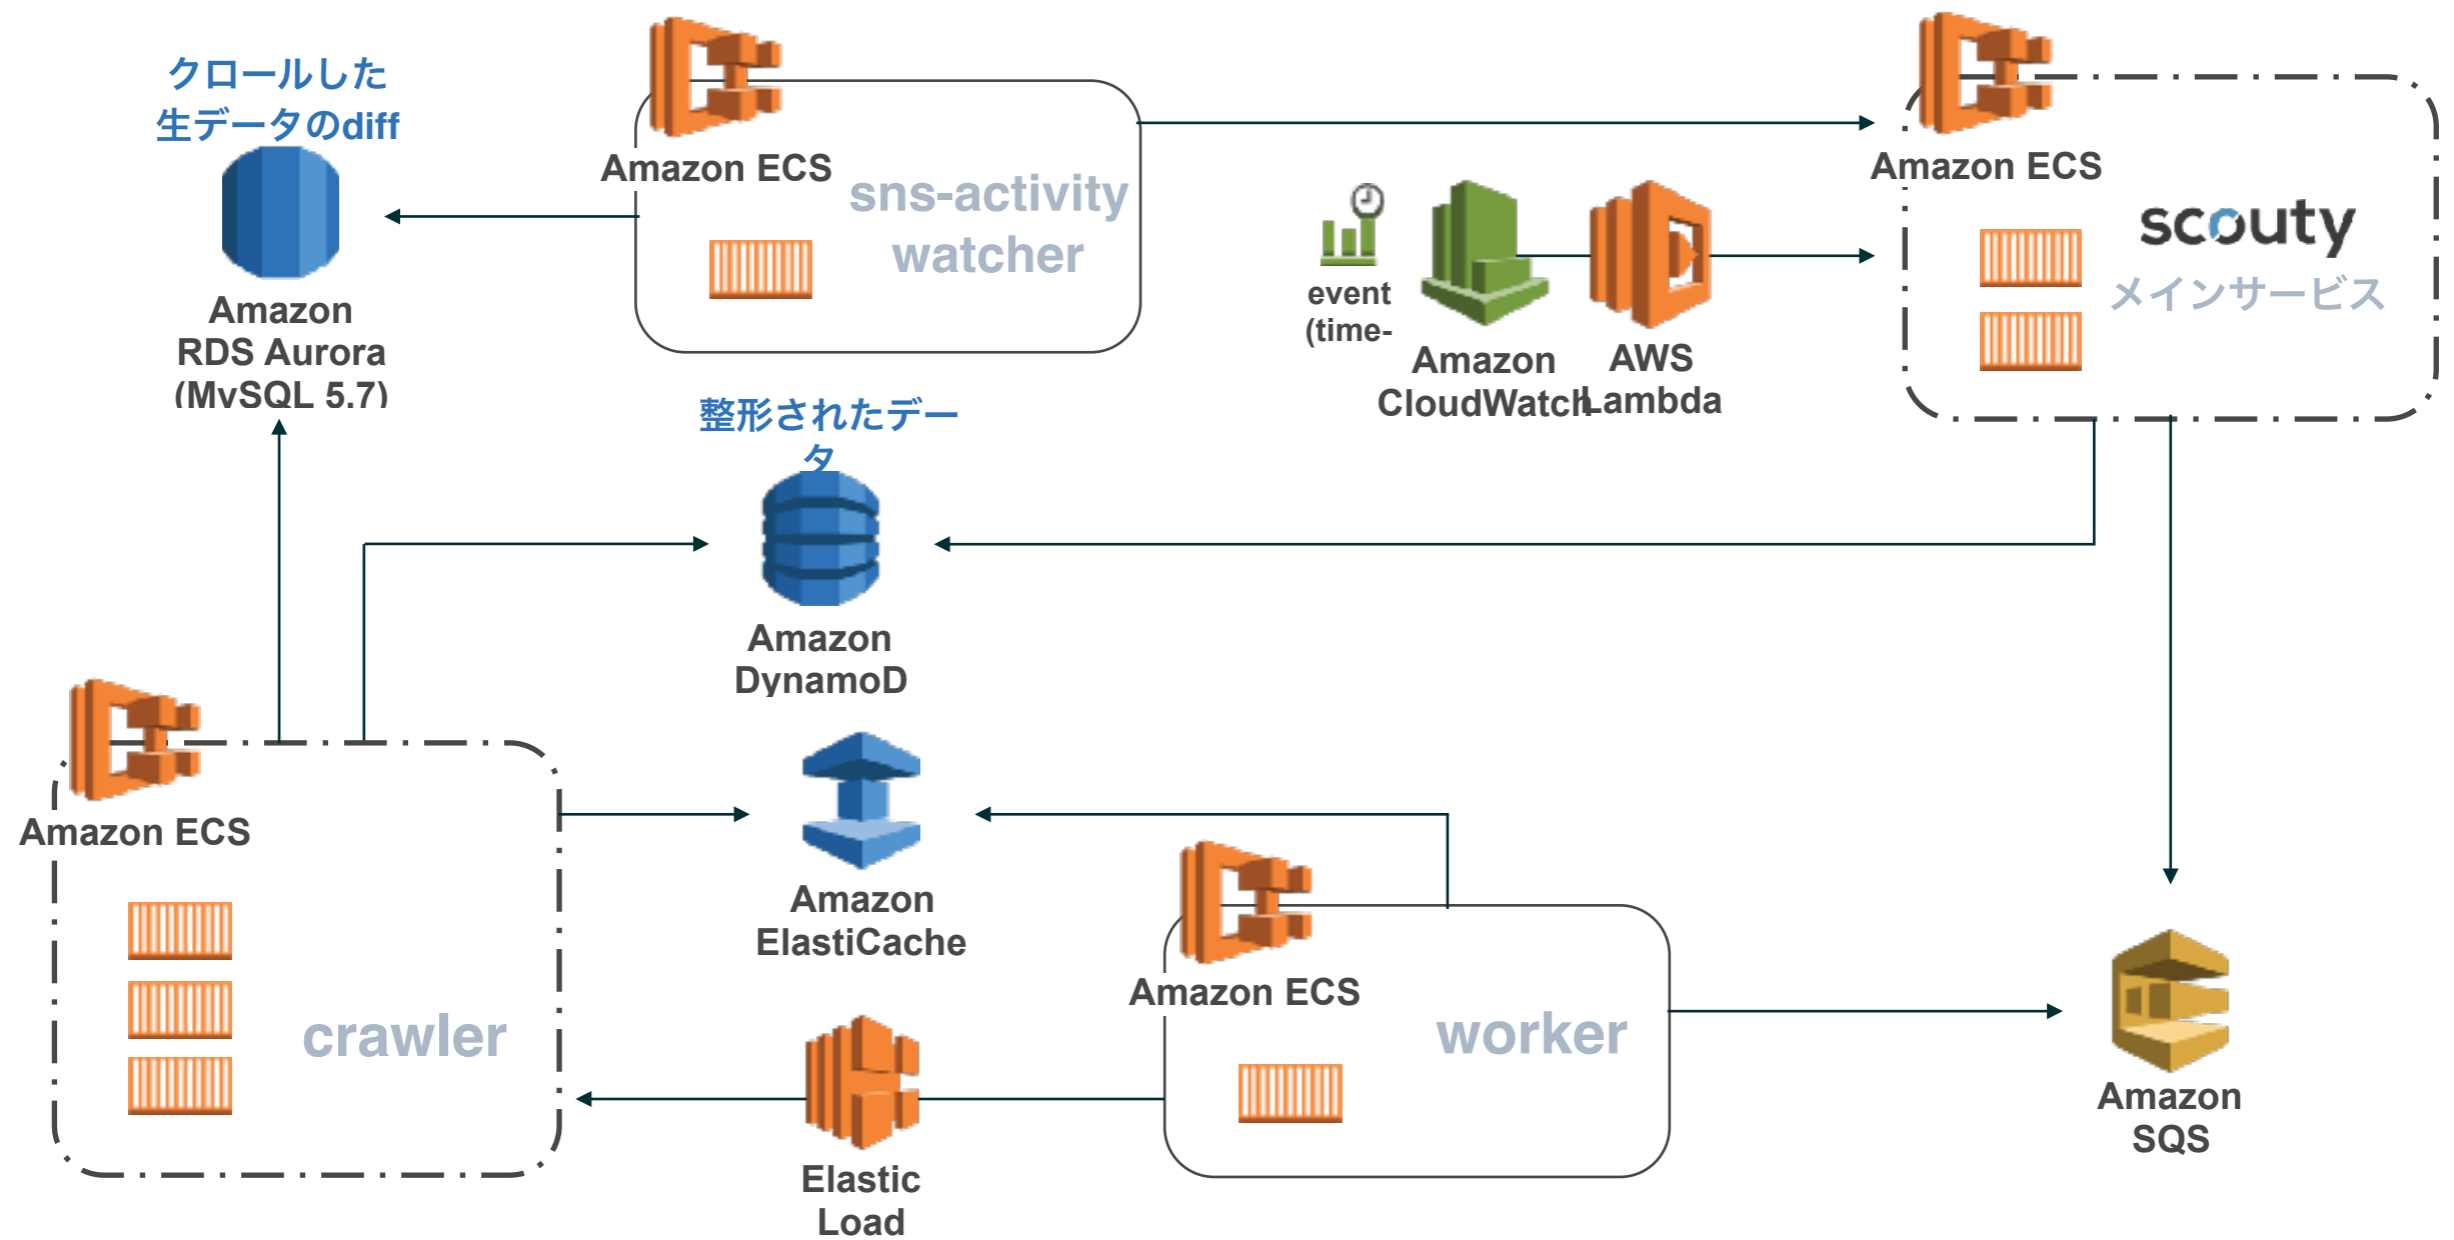 クロールした
生データのdiff
Amazon
RDS Aurora
(MySQL 5.7)
Amazon ECS
sns-activity
watcher
event
(time-
Amazon
CloudWatch
AWS
Lambda
Amazon ECS
scouty
メインサービス
整形されたデー
タ
Amazon
DynamoD
Amazon ECS
crawler
Amazon
ElastiCache
Elastic
Load
Amazon ECS
worker
Amazon
SQS